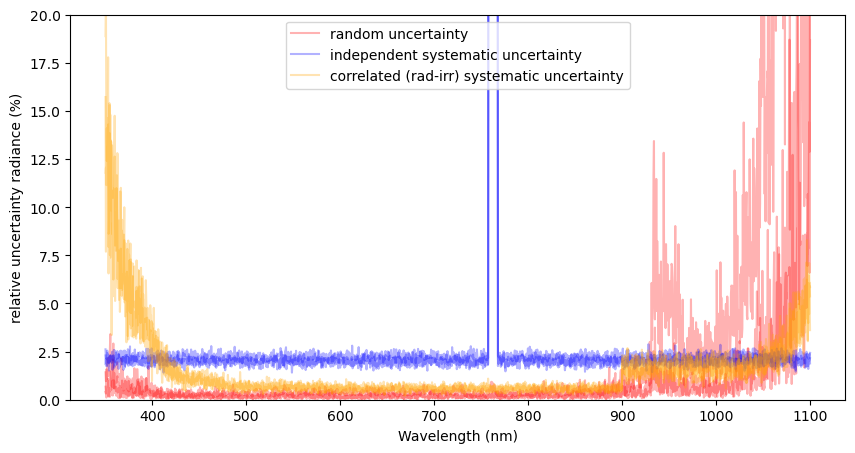 random uncertainty
independent systematic uncertainty
correlated (rad-irr) systematic uncertainty
relative uncertainty radiance (%)
20.0
17.5
15.0
12.5
10.0
7.5
5.0
2.5
0.0
400 500 600 700 800 900 1000 1100
Wavelength (nm)